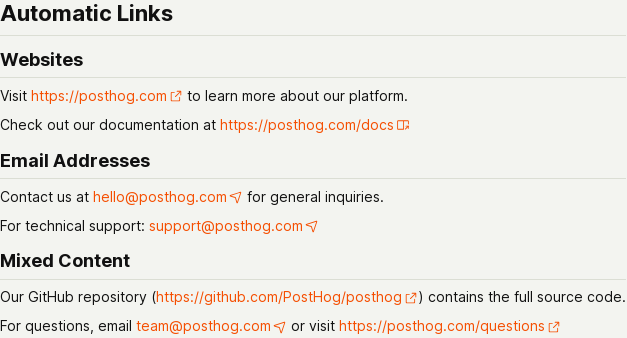 Automatic Links
Websites
Visit https://posthog.com to learn more about our platform.
Check out our documentation at https://posthog.com/docs
Email Addresses
Contact us at hello@posthog.com for general inquiries.
For technical support: support@posthog.com
Mixed Content
Our GitHub repository (https://github.com/PostHog/posthog) contains the full source code.
For questions, email team@posthog.com or visit https://posthog.com/questions